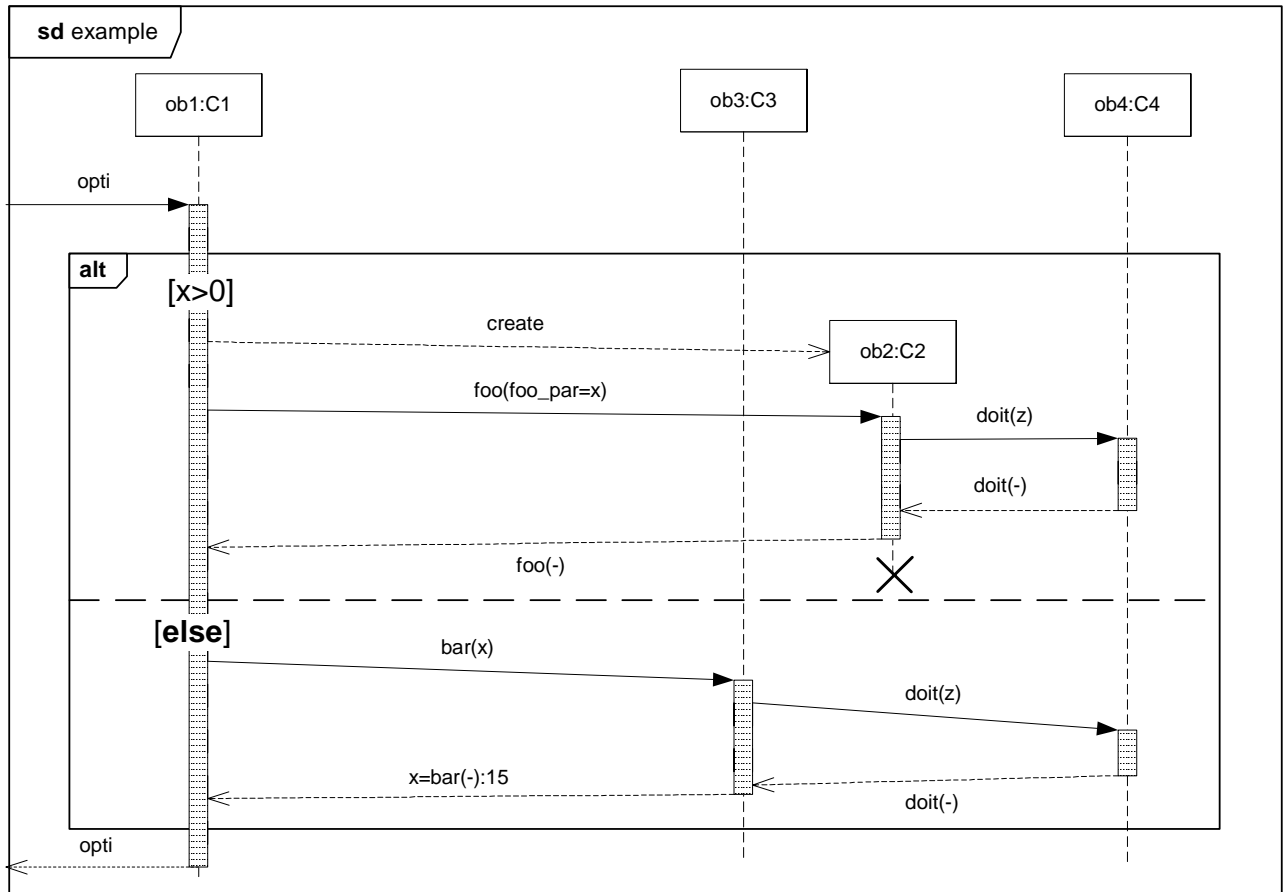 sd example
ob1:C1
ob3:C3
ob4:C4
opti
alt
[x>0]
create
ob2:C2
foo(foo_par=x)
doit(z)
doit(-)
foo(-)
[else]
bar(x)
doit(z)
x=bar(-):15
doit(-)
opti